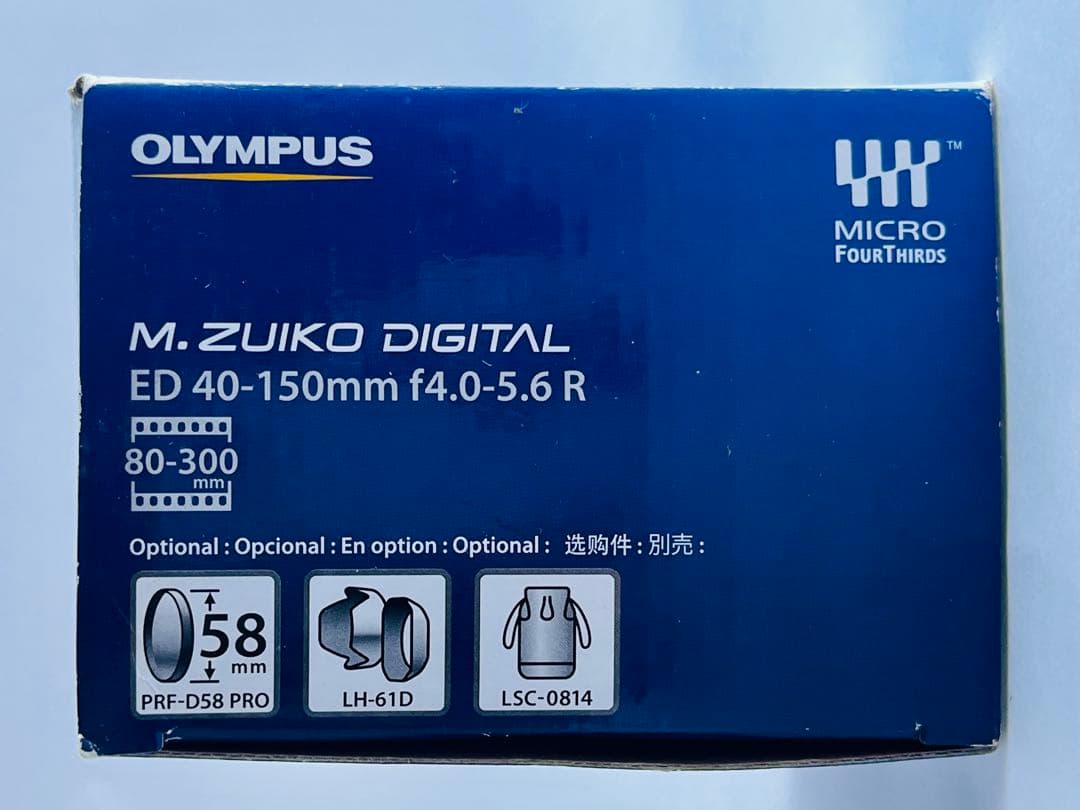 OLYMPUS
TM
MICRO
FOURTHIRDS
M. ZUIKO DIGITAL
ED 40-150mm f4.0-5.6 R
80-300
mm
Optional : Opcional : En option : Optional : 选购件 : 別売 :
58
mm
PRF-D58 PRO
LH-61D
LSC-0814